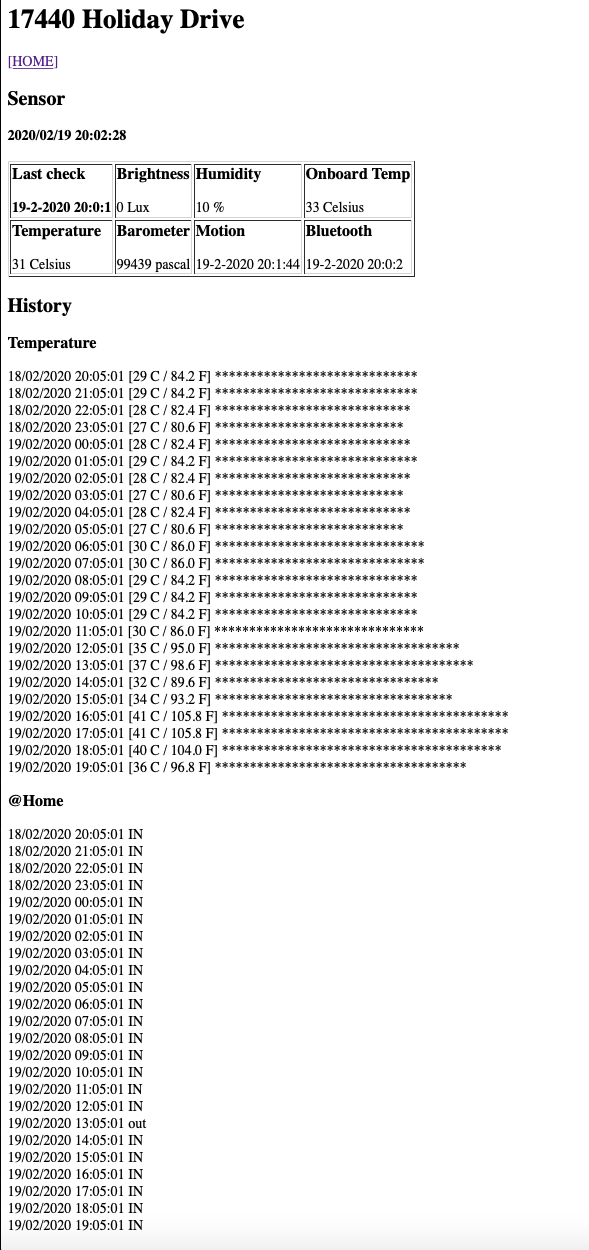 17440 Holiday Drive
[HOME]
Sensor
2020/02/19 20:02:28
Last check Brightness Humidity Onboard Temp
19-2-2020 20:0:1 0 Lux 10 % 33 Celsius
Temperature Barometer Motion Bluetooth
31 Celsius 99439 pascal 19-2-2020 20:1:44 19-2-2020 20:0:2
History
Temperature
18/02/2020 20:05:01 [29 C / 84.2 F] *****************************
18/02/2020 21:05:01 [29 C / 84.2 F] *****************************
18/02/2020 22:05:01 [28 C / 82.4 F] ****************************
18/02/2020 23:05:01 [27 C / 80.6 F] ***************************
19/02/2020 00:05:01 [28 C / 82.4 F] ****************************
19/02/2020 01:05:01 [29 C / 84.2 F] *****************************
19/02/2020 02:05:01 [28 C / 82.4 F] ****************************
19/02/2020 03:05:01 [27 C / 80.6 F] ***************************
19/02/2020 04:05:01 [28 C / 82.4 F] ****************************
19/02/2020 05:05:01 [27 C / 80.6 F] ***************************
19/02/2020 06:05:01 [30 C / 86.0 F] ******************************
19/02/2020 07:05:01 [30 C / 86.0 F] ******************************
19/02/2020 08:05:01 [29 C / 84.2 F] *****************************
19/02/2020 09:05:01 [29 C / 84.2 F] *****************************
19/02/2020 10:05:01 [29 C / 84.2 F] *****************************
19/02/2020 11:05:01 [30 C / 86.0 F] ******************************
19/02/2020 12:05:01 [35 C / 95.0 F] ***********************************
19/02/2020 13:05:01 [37 C / 98.6 F] *************************************
19/02/2020 14:05:01 [32 C / 89.6 F] ********************************
19/02/2020 15:05:01 [34 C / 93.2 F] **********************************
19/02/2020 16:05:01 [41 C / 105.8 F] *****************************************
19/02/2020 17:05:01 [41 C / 105.8 F] *****************************************
19/02/2020 18:05:01 [40 C / 104.0 F] ****************************************
19/02/2020 19:05:01 [36 C / 96.8 F] ************************************
@Home
18/02/2020 20:05:01 IN
18/02/2020 21:05:01 IN
18/02/2020 22:05:01 IN
18/02/2020 23:05:01 IN
19/02/2020 00:05:01 IN
19/02/2020 01:05:01 IN
19/02/2020 02:05:01 IN
19/02/2020 03:05:01 IN
19/02/2020 04:05:01 IN
19/02/2020 05:05:01 IN
19/02/2020 06:05:01 IN
19/02/2020 07:05:01 IN
19/02/2020 08:05:01 IN
19/02/2020 09:05:01 IN
19/02/2020 10:05:01 IN
19/02/2020 11:05:01 IN
19/02/2020 12:05:01 IN
19/02/2020 13:05:01 out
19/02/2020 14:05:01 IN
19/02/2020 15:05:01 IN
19/02/2020 16:05:01 IN
19/02/2020 17:05:01 IN
19/02/2020 18:05:01 IN
19/02/2020 19:05:01 IN